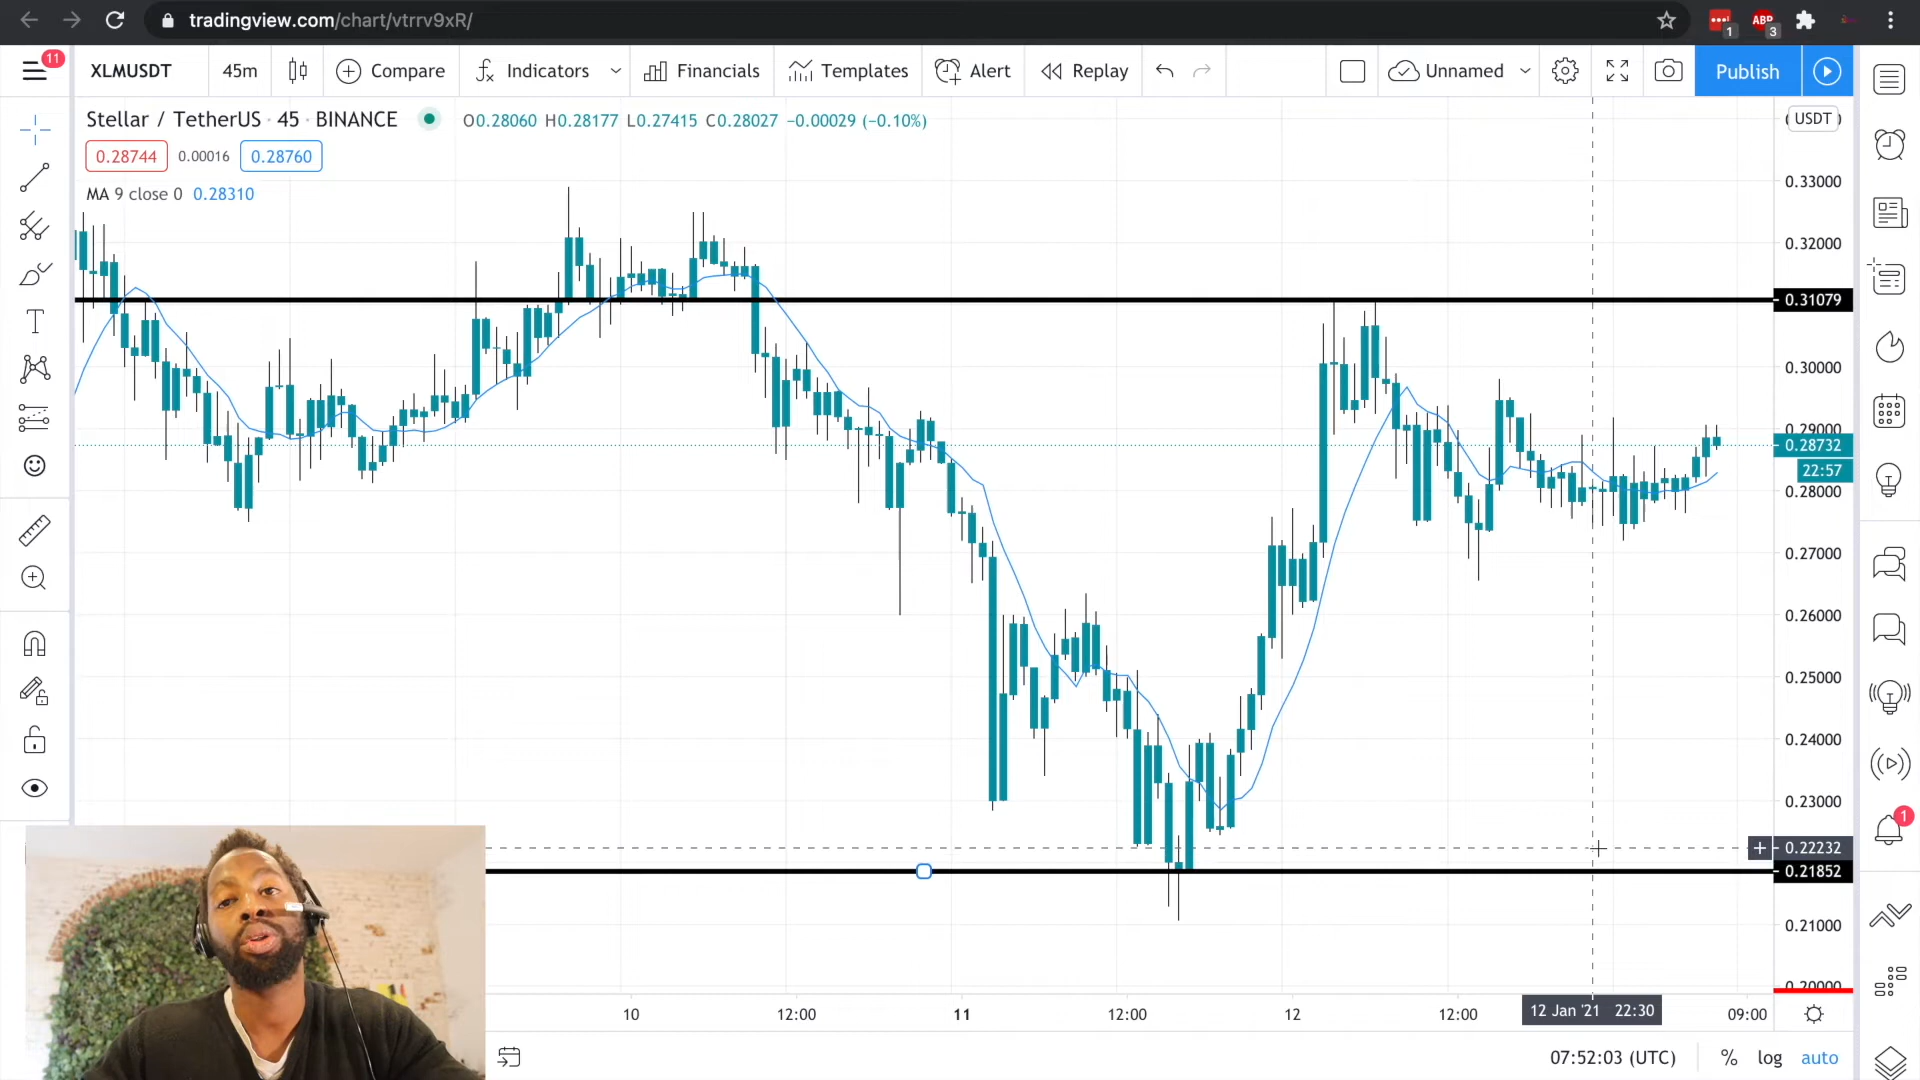 tradingview.com/chart/vtrrv9xR/
1
ABP
3
11
XLMUSDT
45m
Compare
Indicators
Financials
Templates
Alert
Replay
Unnamed
Publish
Stellar / TetherUS · 45 · BINANCE
O0.28060 H0.28177 L0.27415 C0.28027 −0.00029 (−0.10%)
USDT
0.28744
0.00016
0.28760
MA 9 close 0 0.28310
0.33000
0.32000
0.31079
0.30000
0.29000
0.28732
22:57
0.28000
0.27000
0.26000
0.25000
0.24000
0.23000
1
0.22232
0.21852
0.21000
0.20000
10
12:00
11
12:00
12
12:00
12 Jan '21 22:30
09:00
07:52:03 (UTC)
%
log
auto